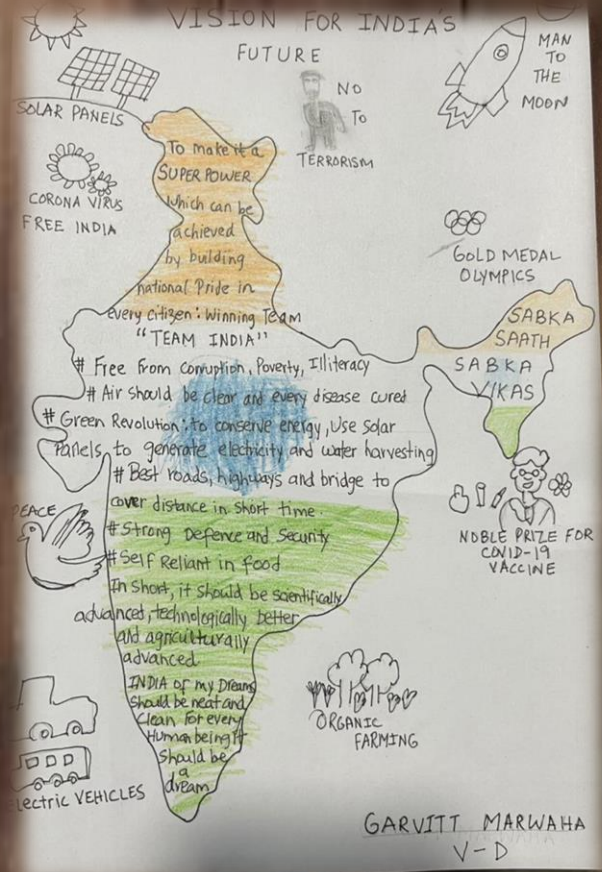 VISION FOR INDIA'S
FUTURE
MAN
TO
THE
MOON
NO
To
TERRORISM
SOLAR PANELS
CORONA VIRUS
FREE INDIA
GOLD MEDAL
OLYMPICS
To make it a
SUPER POWER
which can be
achieved
by building
national Pride in
every citizen: Winning Team
"TEAM INDIA"
SABKA
SAATH
SABKA
VIKAS
# Free from corruption, Poverty, Illiteracy
# Air should be clear and every disease cured
# Green Revolution: to conserve energy, Use solar
Panels to generate electricity and water harvesting
# Best roads, highways and bridge to
cover distance in short time.
# Strong Defence and Security
# Self Reliant in food
In Short, it should be scientifically
advanced, technologically better
and agriculturally
advanced
INDIA of my Dreams
should be neat and
clean for every
Human being It
should be
a
dream
PEACE
NOBLE PRIZE FOR
COVID-19
VACCINE
ORGANIC
FARMING
Electric VEHICLES
GARVITT MARWAHA
V-D